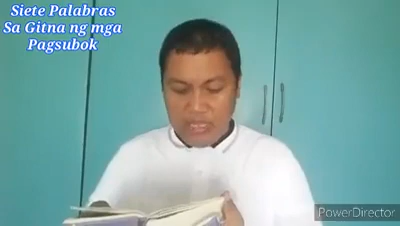 Siete Palabras
Sa Gitna ng mga
Pagsubok
PowerDirector